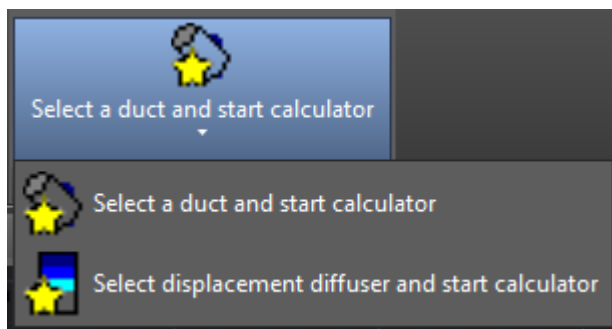 Select a duct and start calculator
Select a duct and start calculator
Select displacement diffuser and start calculator